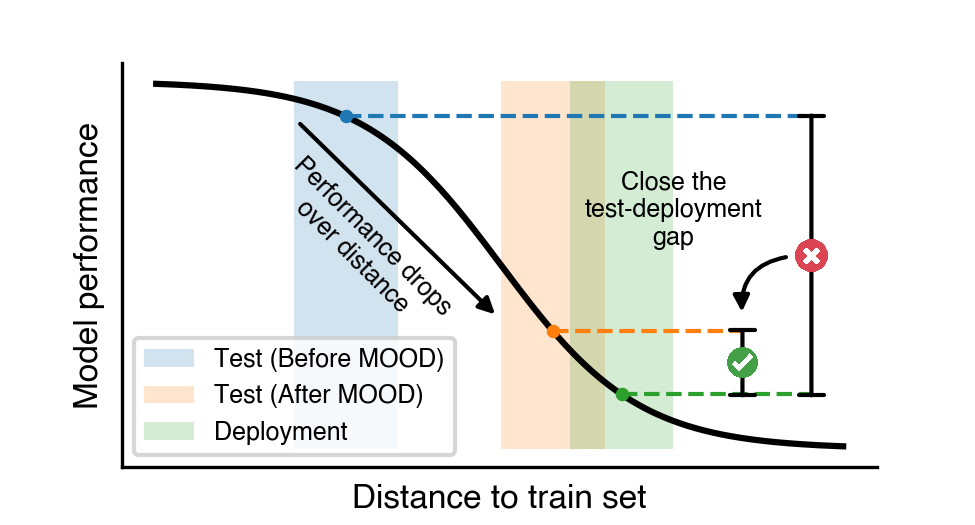 Model performance
Performance drops
over distance
Close the
test-deployment
gap
Test (Before MOOD)
Test (After MOOD)
Deployment
Distance to train set